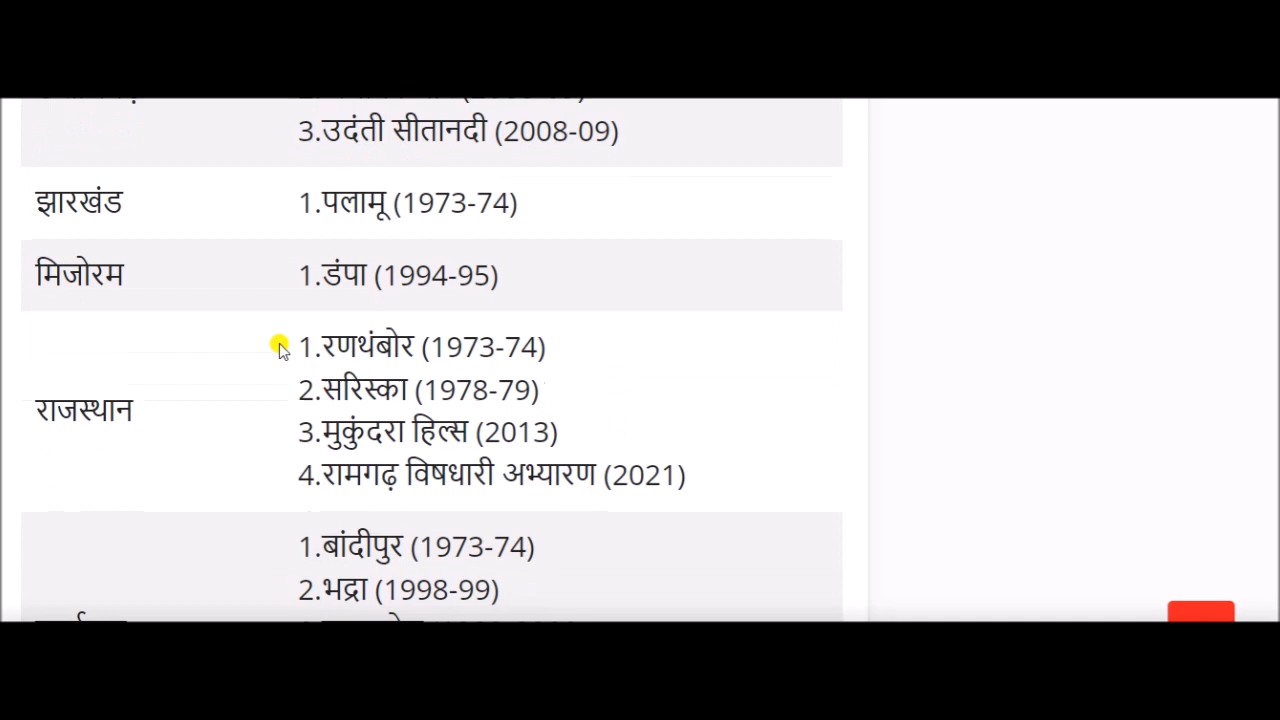 3.उदंती सीतानदी (2008-09)
झारखंड 1.पलामू (1973-74)
मिजोरम 1.डंपा (1994-95)
1.रणथंबोर (1973-74)
2.सरिस्का (1978-79)
राजस्थान
3.मुकुंदरा हिल्स (2013)
4.रामगढ़ विषधारी अभ्यारण (2021)
1.बांदीपुर (1973-74)
2.भद्रा (1998-99)